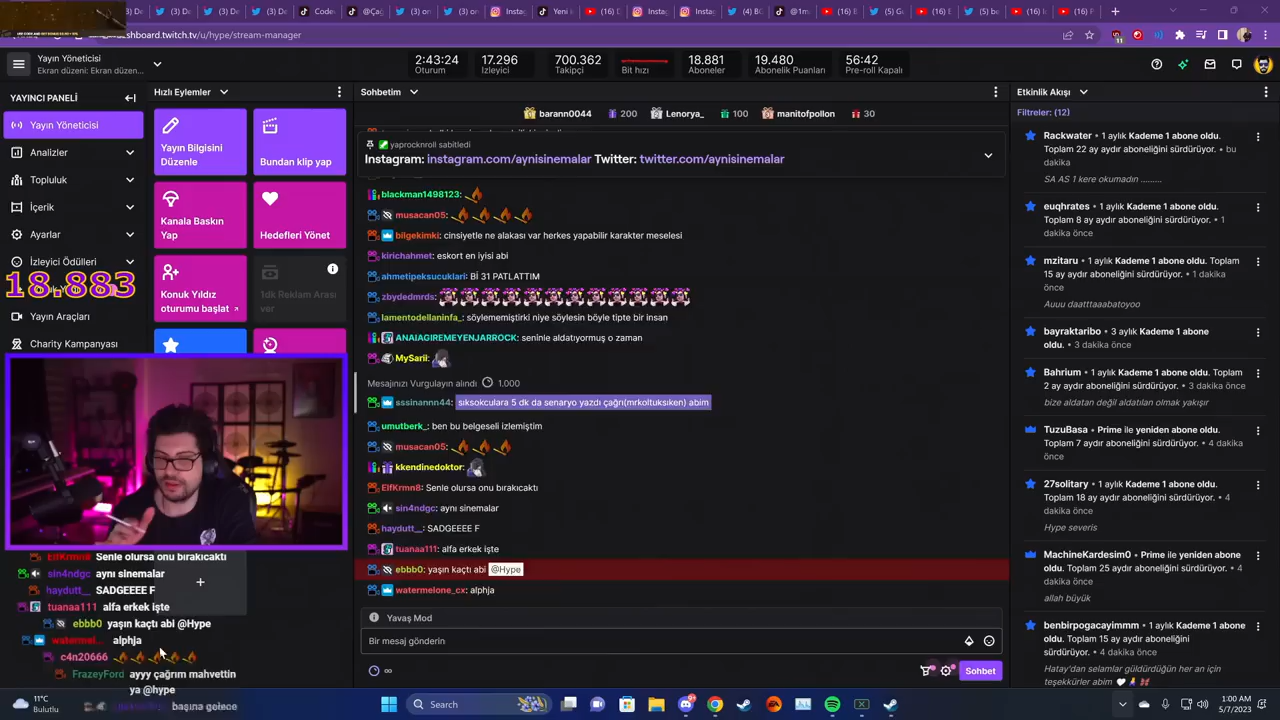 dashboard.twitch.tv/u/hype/stream-manager
Yayın Yöneticisi
Ekran düzeni: Ekran düzen...
2:43:24
Oturum
17.296
İzleyici
700.362
Takipçi
Bit hızı
18.881
Aboneler
19.480
Abonelik Puanları
56:42
Pre-roll Kapalı
YAYINCI PANELİ
Yayın Yöneticisi
Analizler
Topluluk
İçerik
Ayarlar
İzleyici Ödülleri
18.883
Yayın Araçları
Charity Kampanyası
Hızlı Eylemler
Yayın Bilgisini
Düzenle
Bundan klip yap
Kanala Baskın
Yap
Hedefleri Yönet
Konuk Yıldız
oturumu başlat
1dk Reklam Arası
ver
ElfKrmn8 Senle olursa onu bırakıcaktı
sin4ndgc aynı sinemalar
haydutt__ SADGEEEE F
tuanaa111 alfa erkek işte
ebbb0 yaşın kaçtı abi @Hype
watermel... alphja
c4n20666
FrazeyFord ayyy çağrım mahvettin
ya @hype
başına gelene
Sohbetim
barann0044 200 Lenorya_ 100 manitofpollon 30
yaprocknroll sabitledi
Instagram: instagram.com/aynisinemalar Twitter: twitter.com/aynisinemalar
blackman1498123:
musacan05:
bilgekimki: cinsiyetle ne alakası var herkes yapabilir karakter meselesi
kirichahmet: eskort en iyisi abi
ahmetipeksucuklari: Bİ 31 PATLATTIM
zbydedmrds:
lamentodellaninfa_: söylememiştirki niye söylesin böyle tipte bir insan
ANAIAGIREMEYENJARROCK: seninle aldatıyormuş o zaman
MySarii:
Mesajınızı Vurgulayın alındı 1.000
sssinannn44: sıksokculara 5 dk da senaryo yazdı çağrı(mrkoltuksıken) abim
umutberk_: ben bu belgeseli izlemiştim
musacan05:
kkendinedoktor:
ElfKrmn8: Senle olursa onu bırakıcaktı
sin4ndgc: aynı sinemalar
haydutt__: SADGEEEE F
tuanaa111: alfa erkek işte
ebbb0: yaşın kaçtı abi @Hype
watermelone_cx: alphja
Yavaş Mod
Bir mesaj gönderin
Sohbet
Etkinlik Akışı
Filtreler: (12)
Rackwater • 1 aylık Kademe 1 abone oldu.
Toplam 22 ay aydır aboneliğini sürdürüyor. • bu
dakika
SA AS 1 kere okumadın .........
euqhrates • 1 aylık Kademe 1 abone oldu.
Toplam 8 ay aydır aboneliğini sürdürüyor. • 1
dakika önce
mzitaru • 1 aylık Kademe 1 abone oldu. Toplam
15 ay aydır aboneliğini sürdürüyor. • 1 dakika
önce
Auuu daatttaaabatoyoo
bayraktaribo • 3 aylık Kademe 1 abone
oldu. • 3 dakika önce
Bahrium • 1 aylık Kademe 1 abone oldu. Toplam
2 ay aydır aboneliğini sürdürüyor. • 3 dakika önce
bize aldatan değil aldatılan olmak yakışır
TuzuBasa • Prime ile yeniden abone oldu.
Toplam 7 ay aydır aboneliğini sürdürüyor. • 4
dakika önce
27solitary • 1 aylık Kademe 1 abone oldu.
Toplam 18 ay aydır aboneliğini sürdürüyor. • 4
dakika önce
Hype severis
MachineKardesim0 • Prime ile yeniden abone
oldu. Toplam 25 ay aydır aboneliğini sürdürüyor.
• 4 dakika önce
allah büyük
benbirpogacayimmm • 1 aylık Kademe 1 abone
oldu. Toplam 15 ay aydır aboneliğini
sürdürüyor. • 4 dakika önce
Hatay'dan selamlar güldürdüğün her an için
teşekkürler abim
11°C
Bulutlu
Search
1:00 AM
5/7/2023